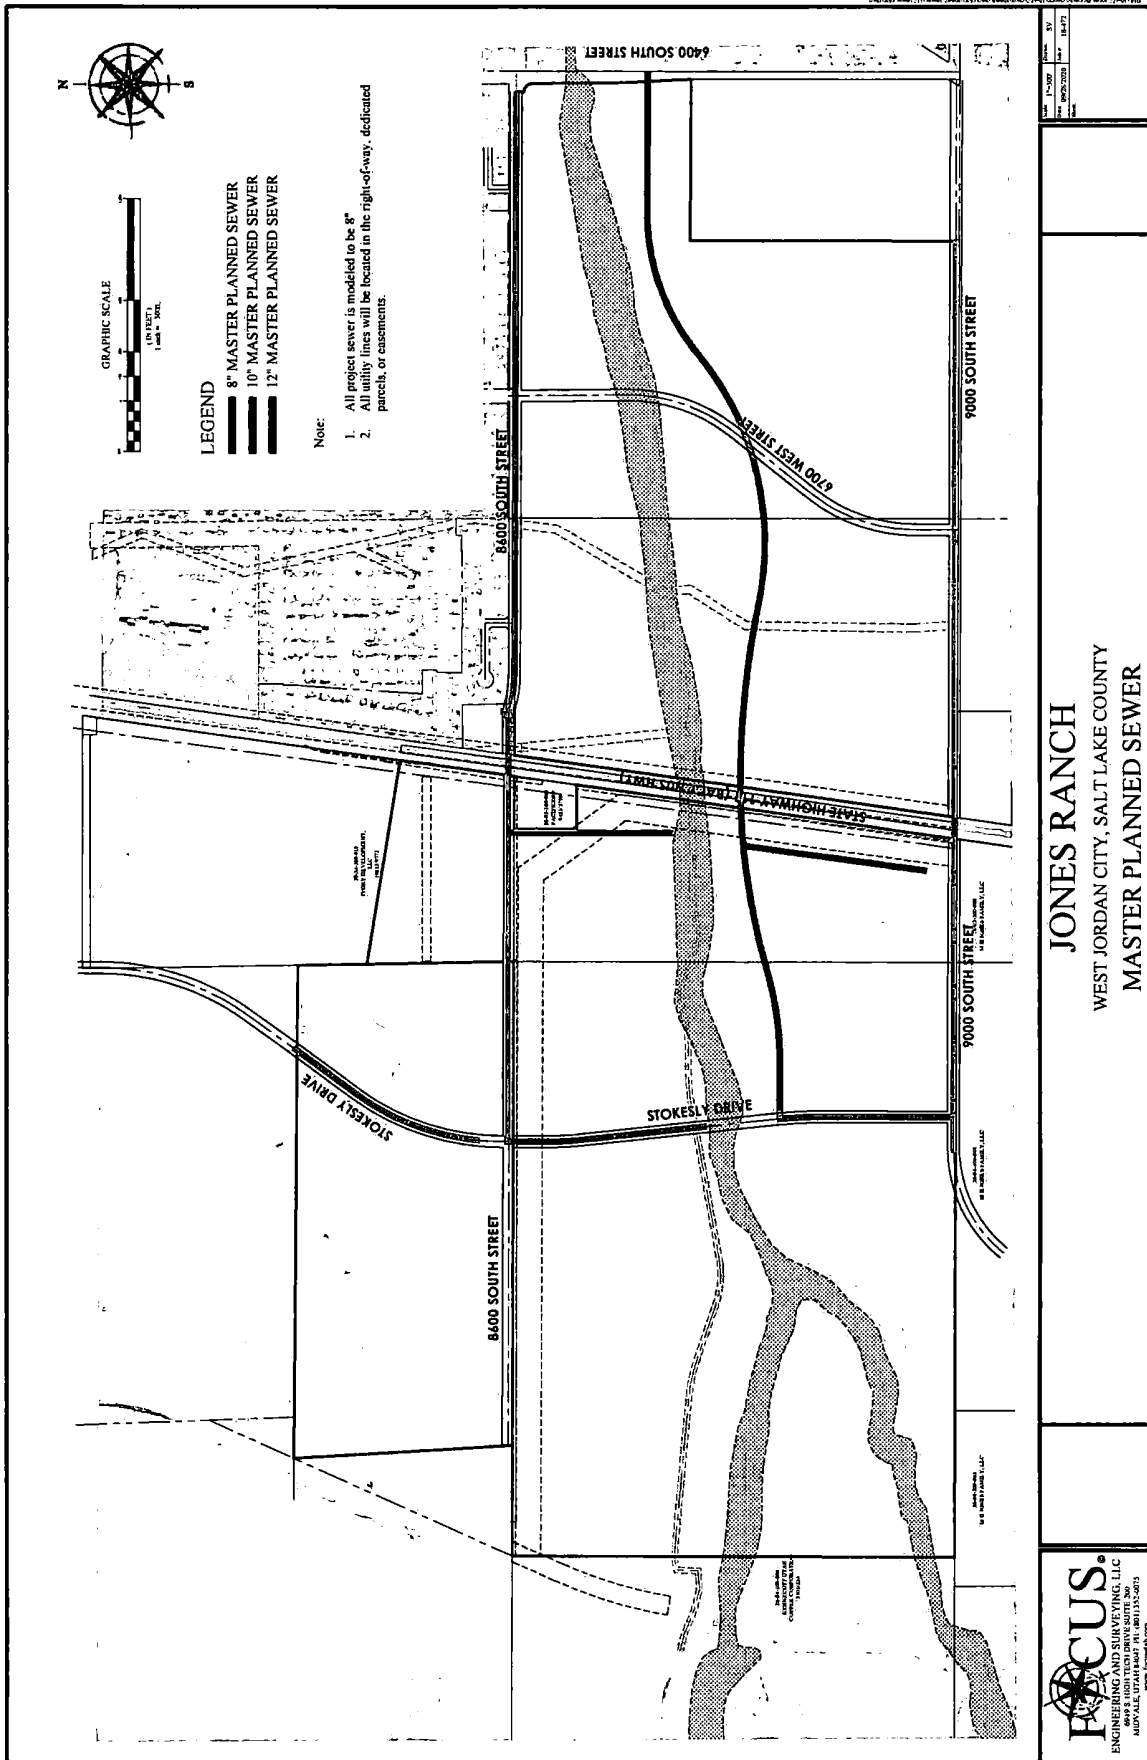 N
S
GRAPHIC SCALE
( IN FEET )
LEGEND
8" MASTER PLANNED SEWER
10" MASTER PLANNED SEWER
12" MASTER PLANNED SEWER
Note:
1. All project sewer is modeled to be 8"
2. All utility lines will be located in the right-of-way, dedicated
parcels, or easements.
6400 SOUTH STREET
8600 SOUTH STREET
6700 WEST STREET
9000 SOUTH STREET
STATE HIGHWAY
STOKESLY DRIVE
STOKESLY DRIVE
8600 SOUTH STREET
9000 SOUTH STREET
JONES RANCH
WEST JORDAN CITY, SALT LAKE COUNTY
MASTER PLANNED SEWER
FOCUS
ENGINEERING AND SURVEYING, LLC
MIDVALE, UTAH
18-472